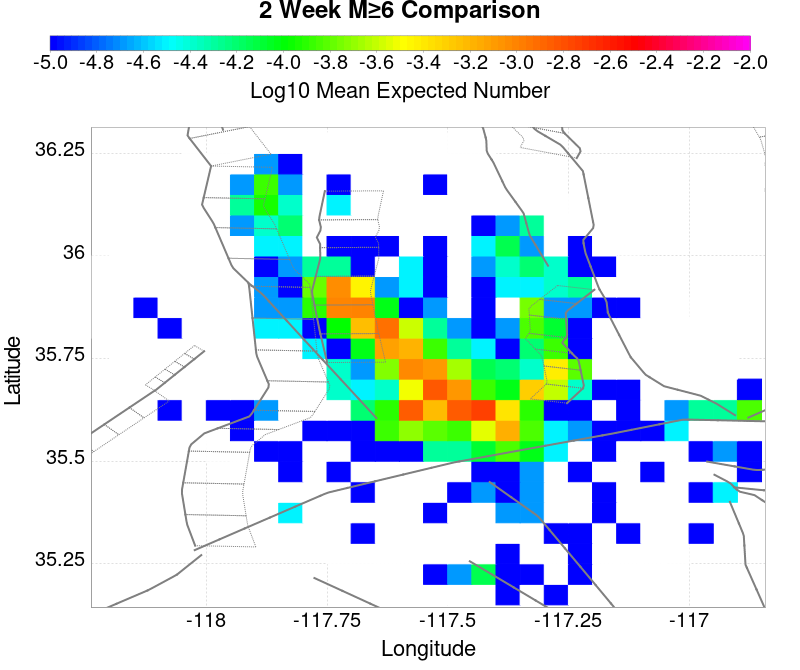 2 Week M≥6 Comparison
-5.0 -4.8 -4.6 -4.4 -4.2 -4.0 -3.8 -3.6 -3.4 -3.2 -3.0 -2.8 -2.6 -2.4 -2.2 -2.0
Log10 Mean Expected Number
36.25
36
35.75
35.5
35.25
Latitude
-118 -117.75 -117.5 -117.25 -117
Longitude